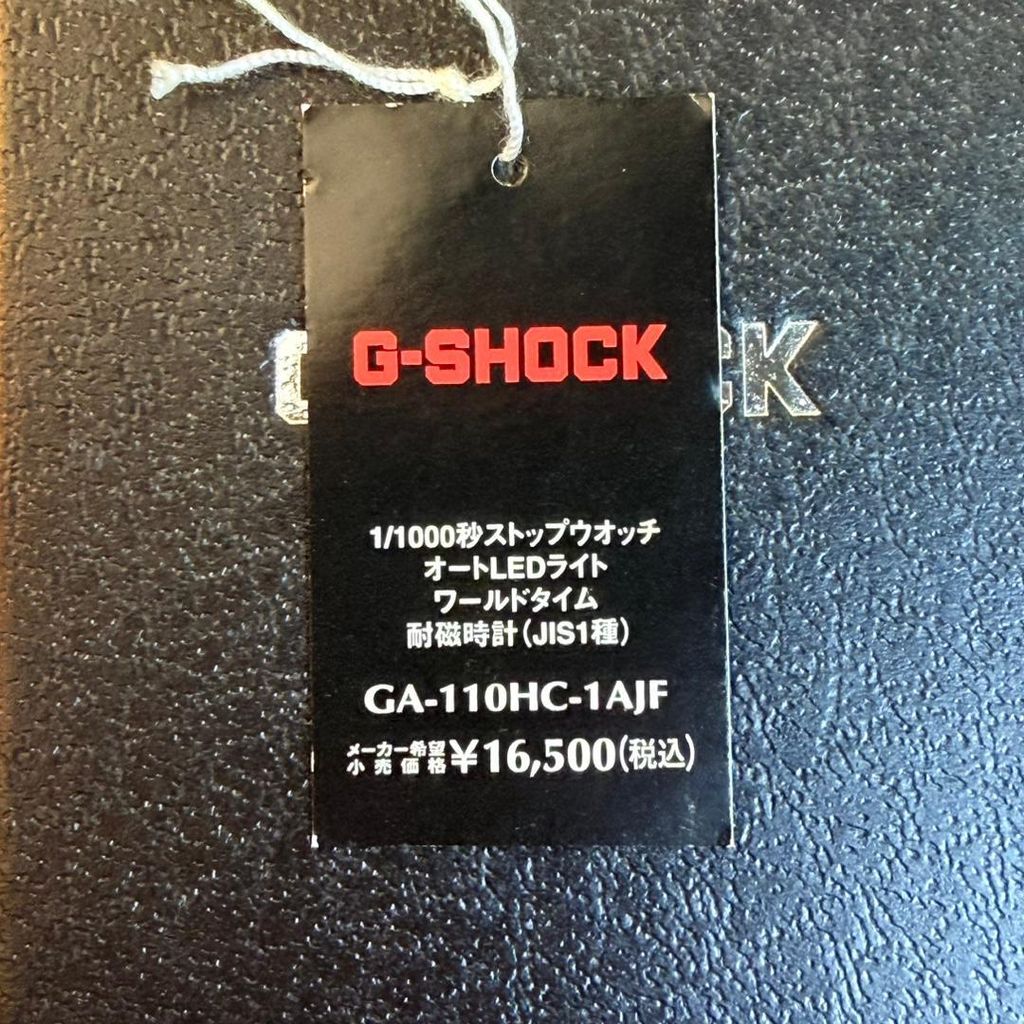 G-SHOCK
CK
1/1000秒ストップウオッチ
オートLEDライト
ワールドタイム
耐磁時計(JIS1種)
GA-110HC-1AJF
メーカー希望小売価格¥16,500(税込)